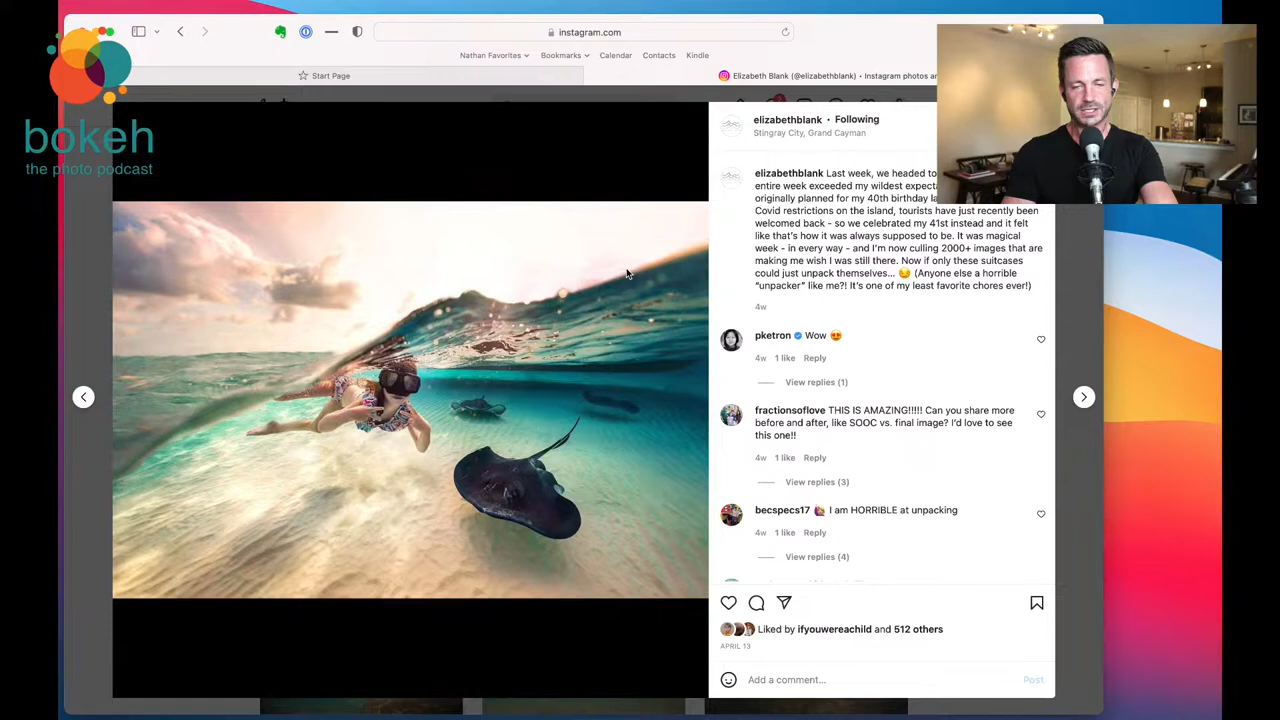 instagram.com
Nathan Favorites
Bookmarks
Calendar
Contacts
Kindle
Start Page
Elizabeth Blank (@elizabethblank) • Instagram photos an
bokeh
the photo podcast
elizabethblank • Following
Stingray City, Grand Cayman
elizabethblank Last week, we headed to
entire week exceeded my wildest expecta
originally planned for my 40th birthday la
Covid restrictions on the island, tourists have just recently been
welcomed back - so we celebrated my 41st instead and it felt
like that's how it was always supposed to be. It was magical
week - in every way - and I'm now culling 2000+ images that are
making me wish I was still there. Now if only these suitcases
could just unpack themselves... 😏 (Anyone else a horrible
"unpacker" like me?! It's one of my least favorite chores ever!)
4w
pketron Wow 😍
4w 1 like Reply
View replies (1)
fractionsoflove THIS IS AMAZING!!!!! Can you share more
before and after, like SOOC vs. final image? I'd love to see
this one!!
4w 1 like Reply
View replies (3)
becspecs17 🙋 I am HORRIBLE at unpacking
4w 1 like Reply
View replies (4)
Liked by ifyouwereachild and 512 others
APRIL 13
Add a comment...
Post